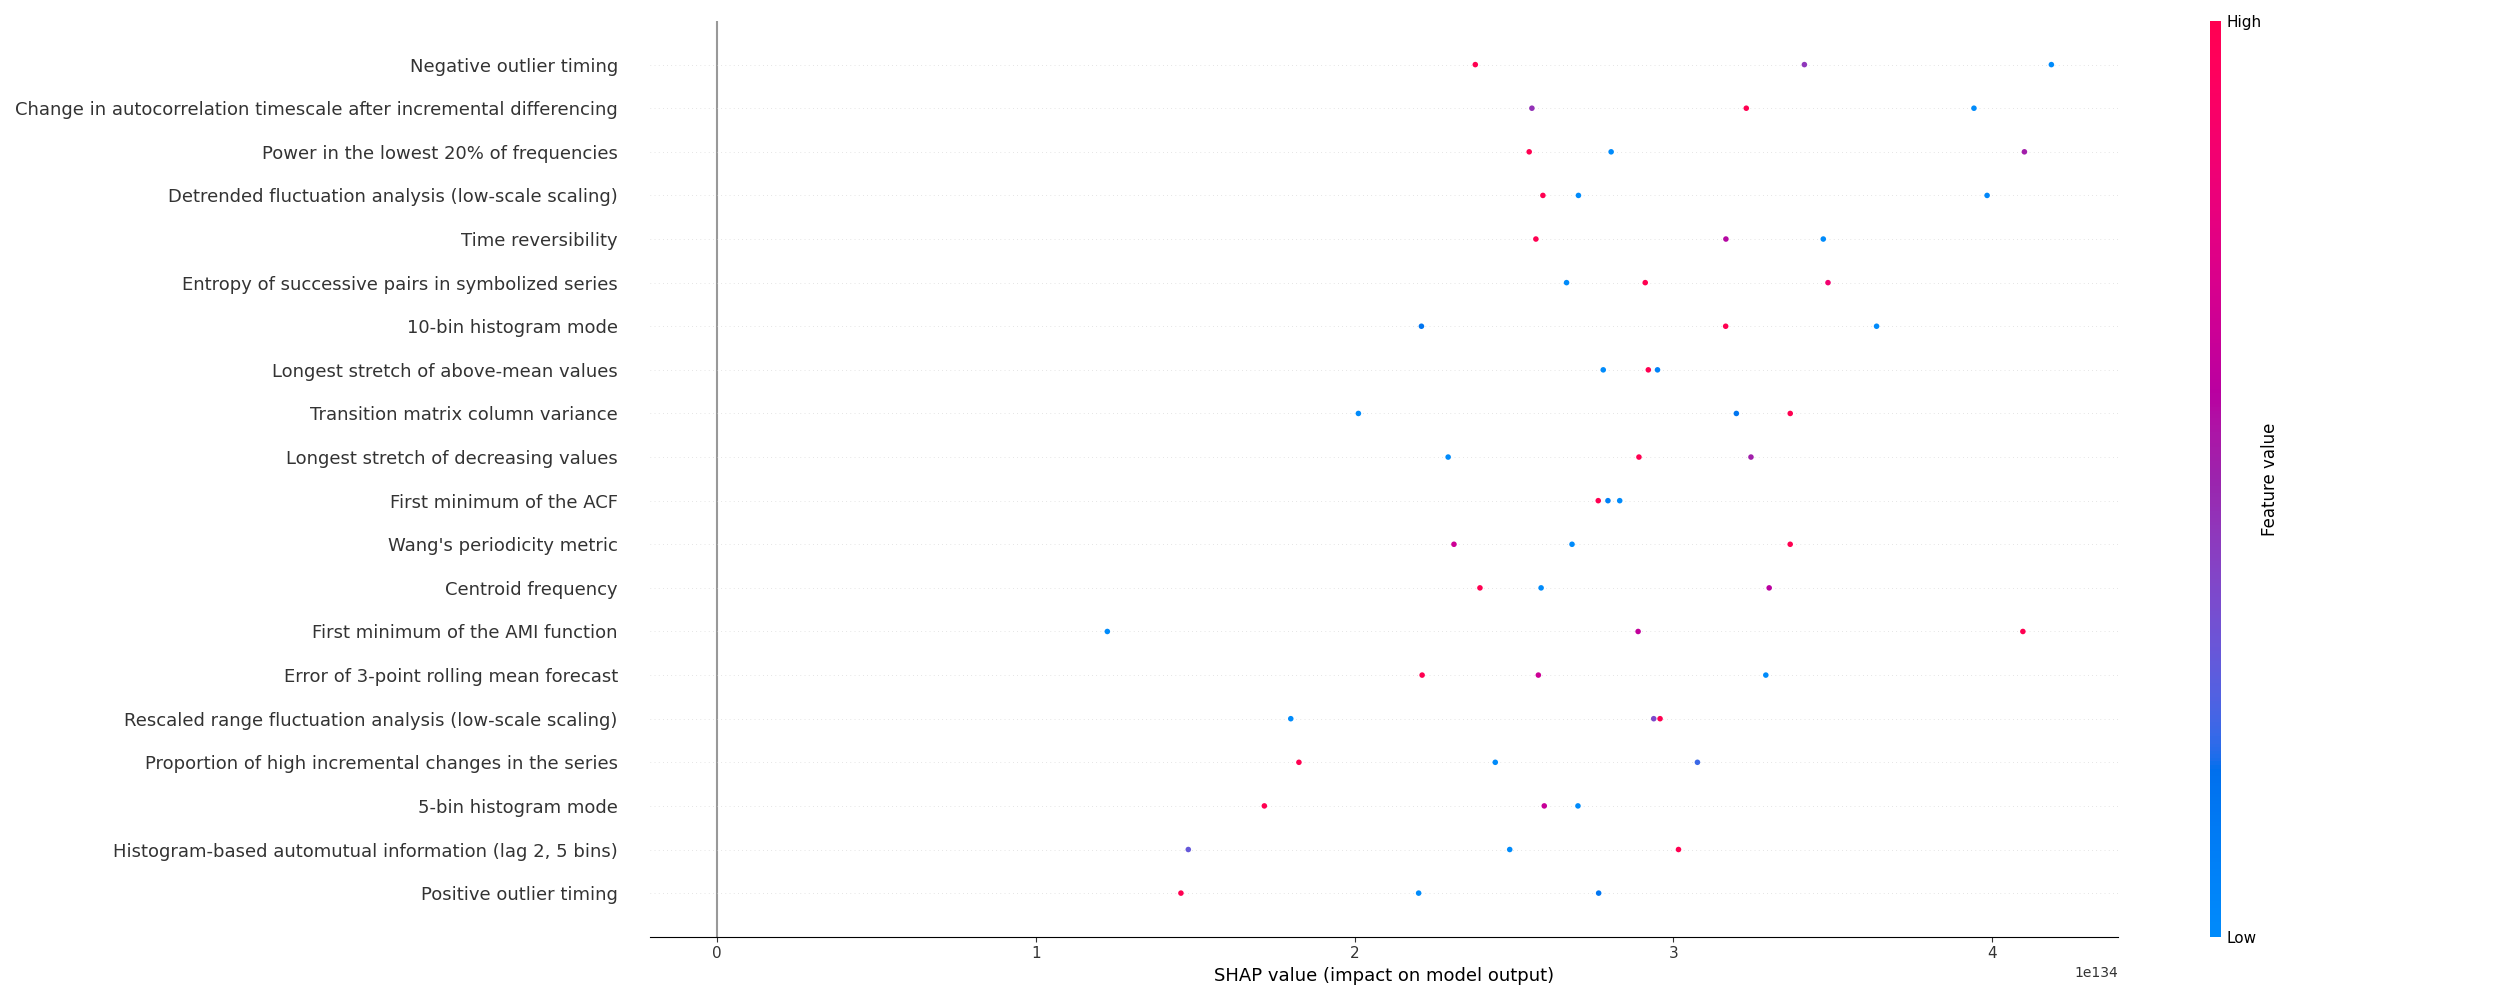 High
Negative outlier timing
Change in autocorrelation timescale after incremental differencing
Power in the lowest 20% of frequencies
Detrended fluctuation analysis (low-scale scaling)
Time reversibility
Entropy of successive pairs in symbolized series
10-bin histogram mode
Longest stretch of above-mean values
Transition matrix column variance
Longest stretch of decreasing values
First minimum of the ACF
Wang's periodicity metric
Centroid frequency
First minimum of the AMI function
Error of 3-point rolling mean forecast
Rescaled range fluctuation analysis (low-scale scaling)
Proportion of high incremental changes in the series
5-bin histogram mode
Histogram-based automutual information (lag 2, 5 bins)
Positive outlier timing
Feature value
Low
0 1 2 3 4
1e134
SHAP value (impact on model output)